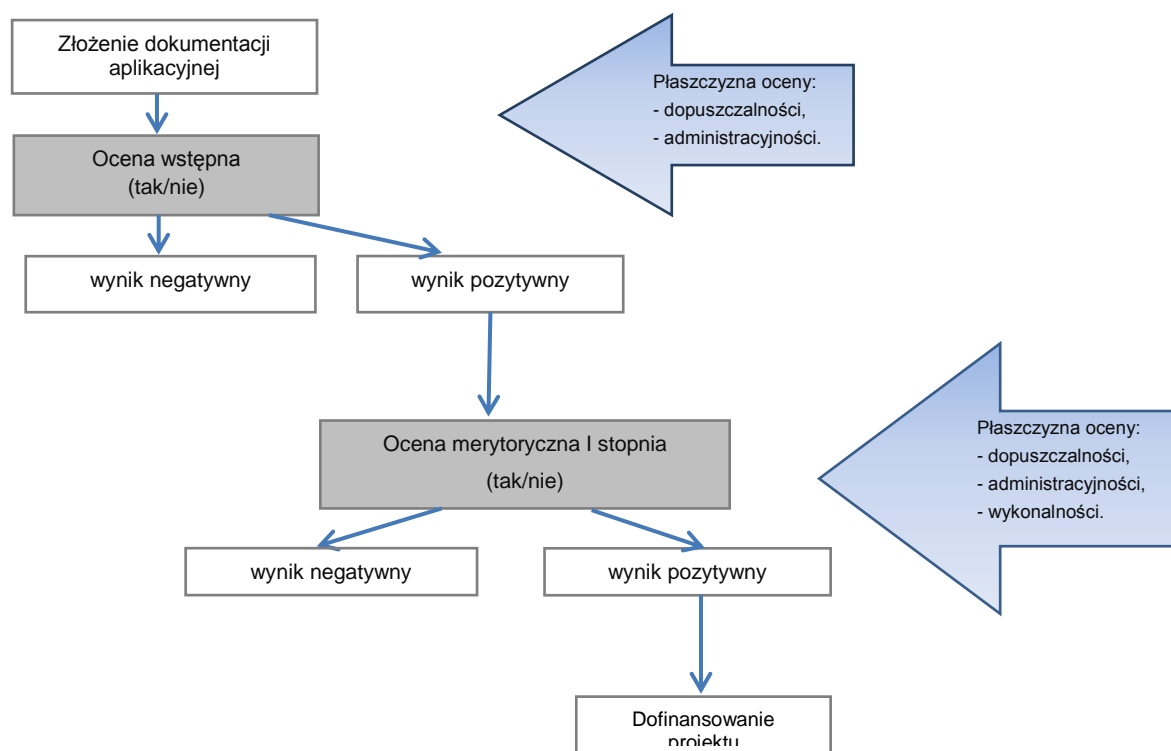 Złożenie dokumentacji
aplikacyjnej
Płaszczyzna oceny:
- dopuszczalności,
- administracyjności.
Ocena wstępna
(tak/nie)
wynik negatywny
wynik pozytywny
Ocena merytoryczna I stopnia
(tak/nie)
Płaszczyzna oceny:
- dopuszczalności,
- administracyjności,
- wykonalności.
wynik negatywny
wynik pozytywny
Dofinansowanie
projektu